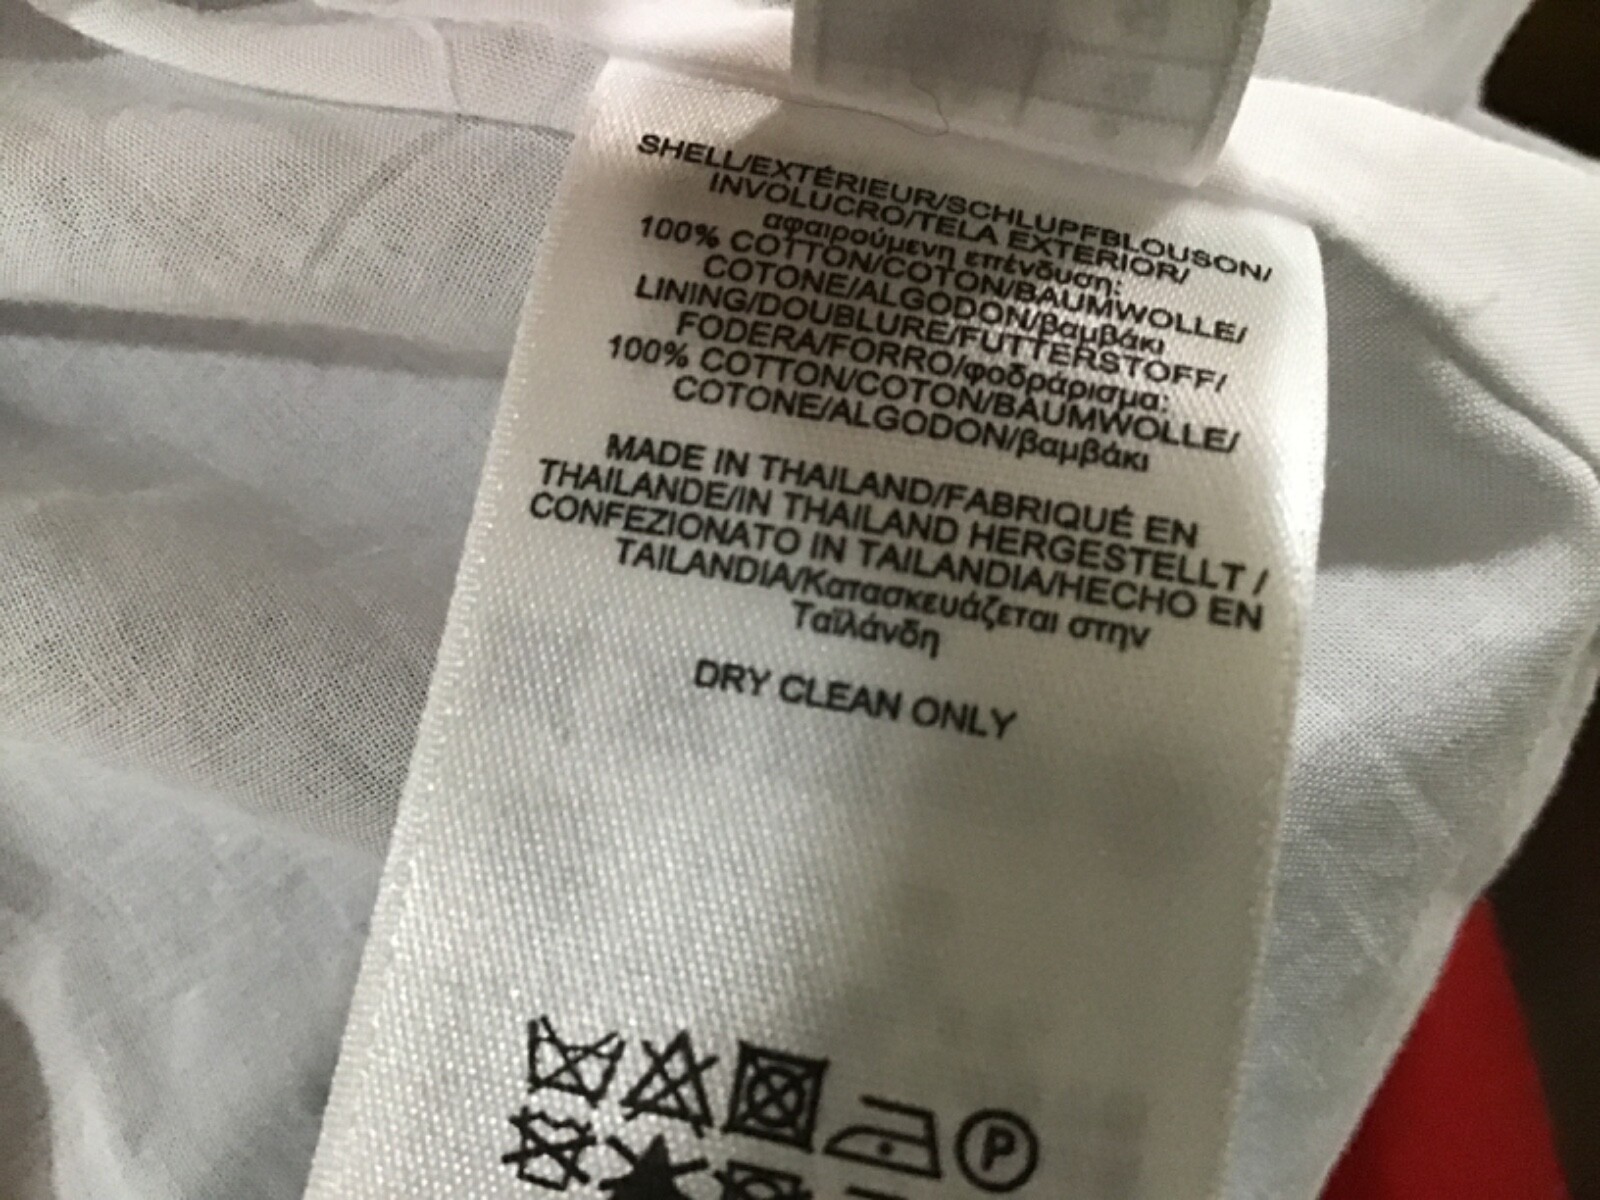 SHELL/EXTÉRIEUR/SCHLUPFBLOUSON/
INVOLUCRO/TELA EXTERIOR/
αφαιρούμενη επένδυση:
100% COTTON/COTON/BAUMWOLLE/
COTONE/ALGODON/βαμβάκι
LINING/DOUBLURE/FUTTERSTOFF/
FODERA/FORRO/φοδράρισμα:
100% COTTON/COTON/BAUMWOLLE/
COTONE/ALGODON/βαμβάκι
MADE IN THAILAND/FABRIQUÉ EN
THAILANDE/IN THAILAND HERGESTELLT /
CONFEZIONATO IN TAILANDIA/HECHO EN
TAILANDIA/Κατασκευάζεται στην
Ταϊλάνδη
DRY CLEAN ONLY
P